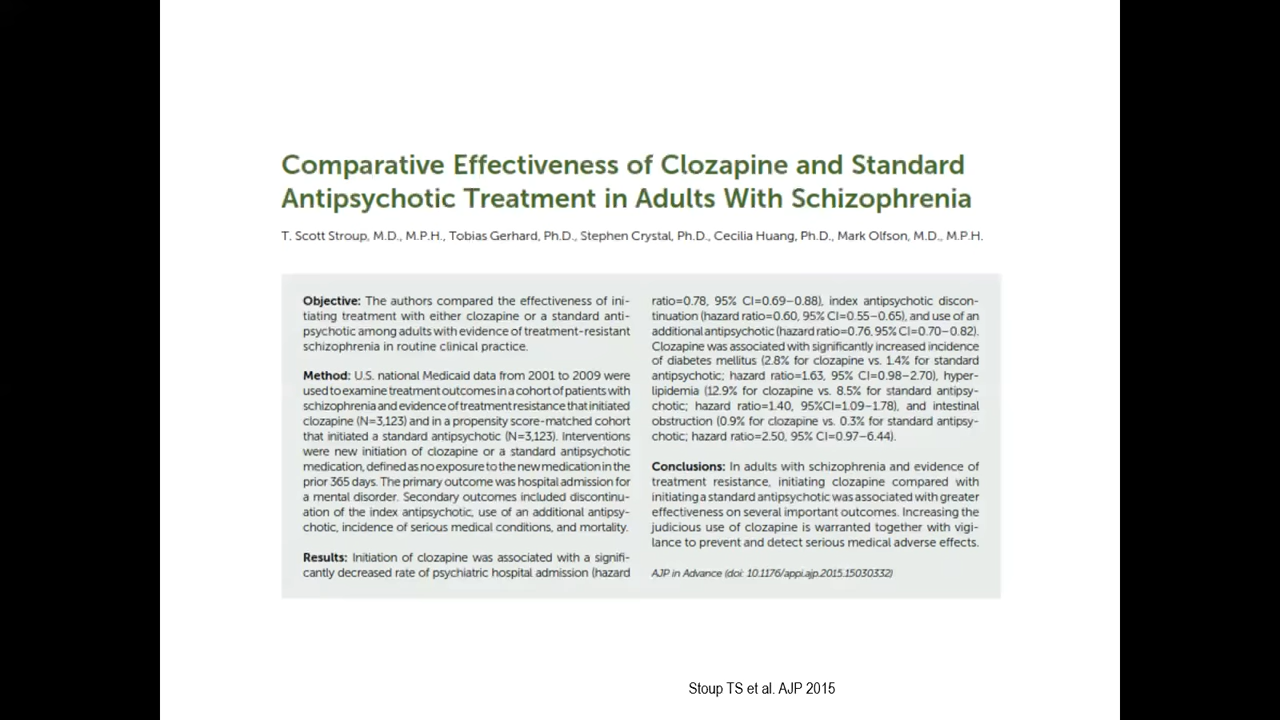 Comparative Effectiveness of Clozapine and Standard
Antipsychotic Treatment in Adults With Schizophrenia
T. Scott Stroup, M.D., M.P.H., Tobias Gerhard, Ph.D., Stephen Crystal, Ph.D., Cecilia Huang, Ph.D., Mark Olfson, M.D., M.P.H.
Objective: The authors compared the effectiveness of ini-
tiating treatment with either clozapine or a standard anti-
psychotic among adults with evidence of treatment-resistant
schizophrenia in routine clinical practice.
Method: U.S. national Medicaid data from 2001 to 2009 were
used to examine treatment outcomes in a cohort of patients with
schizophrenia and evidence of treatment resistance that initiated
clozapine (N=3,123) and in a propensity score-matched cohort
that initiated a standard antipsychotic (N=3,123). Interventions
were new initiation of clozapine or a standard antipsychotic
medication, defined as no exposure to the new medication in the
prior 365 days. The primary outcome was hospital admission for
a mental disorder. Secondary outcomes included discontinu-
ation of the index antipsychotic, use of an additional antipsy-
chotic, incidence of serious medical conditions, and mortality.
Results: Initiation of clozapine was associated with a signifi-
cantly decreased rate of psychiatric hospital admission (hazard
ratio=0.78, 95% CI=0.69–0.88), index antipsychotic discon-
tinuation (hazard ratio=0.60, 95% CI=0.55–0.65), and use of an
additional antipsychotic (hazard ratio=0.76, 95% CI=0.70–0.82).
Clozapine was associated with significantly increased incidence
of diabetes mellitus (2.8% for clozapine vs. 1.4% for standard
antipsychotic; hazard ratio=1.63, 95% CI=0.98–2.70), hyper-
lipidemia (12.9% for clozapine vs. 8.5% for standard antipsy-
chotic; hazard ratio=1.40, 95%CI=1.09–1.78), and intestinal
obstruction (0.9% for clozapine vs. 0.3% for standard antipsy-
chotic; hazard ratio=2.50, 95% CI=0.97–6.44).
Conclusions: In adults with schizophrenia and evidence of
treatment resistance, initiating clozapine compared with
initiating a standard antipsychotic was associated with greater
effectiveness on several important outcomes. Increasing the
judicious use of clozapine is warranted together with vigi-
lance to prevent and detect serious medical adverse effects.
AJP in Advance (doi: 10.1176/appi.ajp.2015.15030332)
Stoup TS et al. AJP 2015